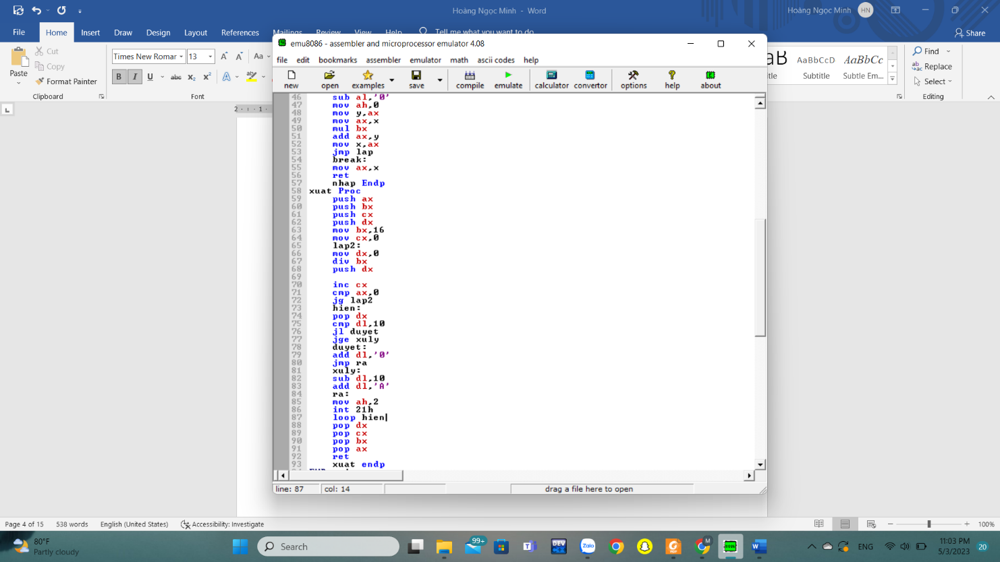 Hoàng Ngọc Minh - Word
Hoàng Ngọc Minh HN
File Home Insert Draw Design Layout References Mailings Review View Help Tell me what you want to do Share
Paste
Cut
Copy
Format Painter
Clipboard
Times New Roman 13 A A Aa
B I U abc x₂ x² A
Font
AaBbCcD AaBbCc
Subtitle Subtle Em...
Find
Replace
Select
Editing
2 1
emu8086 - assembler and microprocessor emulator 4.08
file edit bookmarks assembler emulator math ascii codes help
new open examples save compile emulate calculator convertor options help about
46 sub al,'0'
47 mov ah,0
48 mov y,ax
49 mov ax,x
50 mul bx
51 add ax,y
52 mov x,ax
53 jmp lap
54 break:
55 mov ax,x
56 ret
57 nhap Endp
58 xuat Proc
59 push ax
60 push bx
61 push cx
62 push dx
63 mov bx,16
64 mov cx,0
65 lap2:
66 mov dx,0
67 div bx
68 push dx
69
70 inc cx
71 cmp ax,0
72 jg lap2
73 hien:
74 pop dx
75 cmp dl,10
76 jl duyet
77 jge xuly
78 duyet:
79 add dl,'0'
80 jmp ra
81 xuly:
82 sub dl,10
83 add dl,'A'
84 ra:
85 mov ah,2
86 int 21h
87 loop hien
88 pop dx
89 pop cx
90 pop bx
91 pop ax
92 ret
93 xuat endp
line: 87 col: 14 drag a file here to open
Page 4 of 15 538 words English (United States) Accessibility: Investigate 100%
80°F
Partly cloudy
Search
99+
DEV
Zalo
M
ENG
11:03 PM
5/3/2023
20